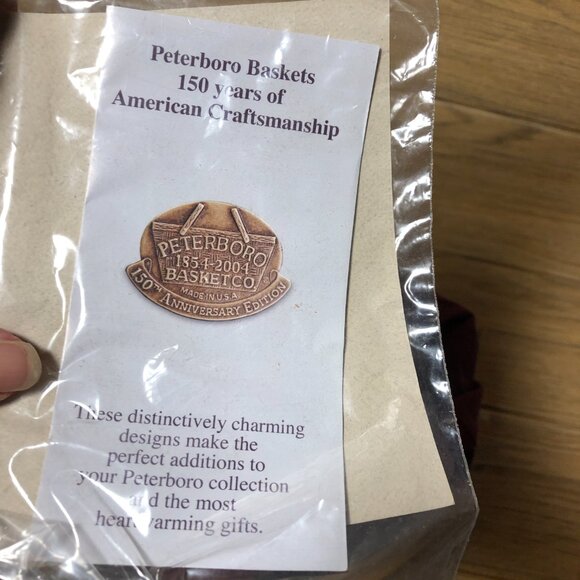 Peterboro Baskets
150 years of
American Craftsmanship
PETERBORO
1854-2004
BASKET CO.
MADE IN U.S.A.
150TH ANNIVERSARY EDITION
These distinctively charming
designs make the
perfect additions to
your Peterboro collection
and the most
heartwarming gifts.